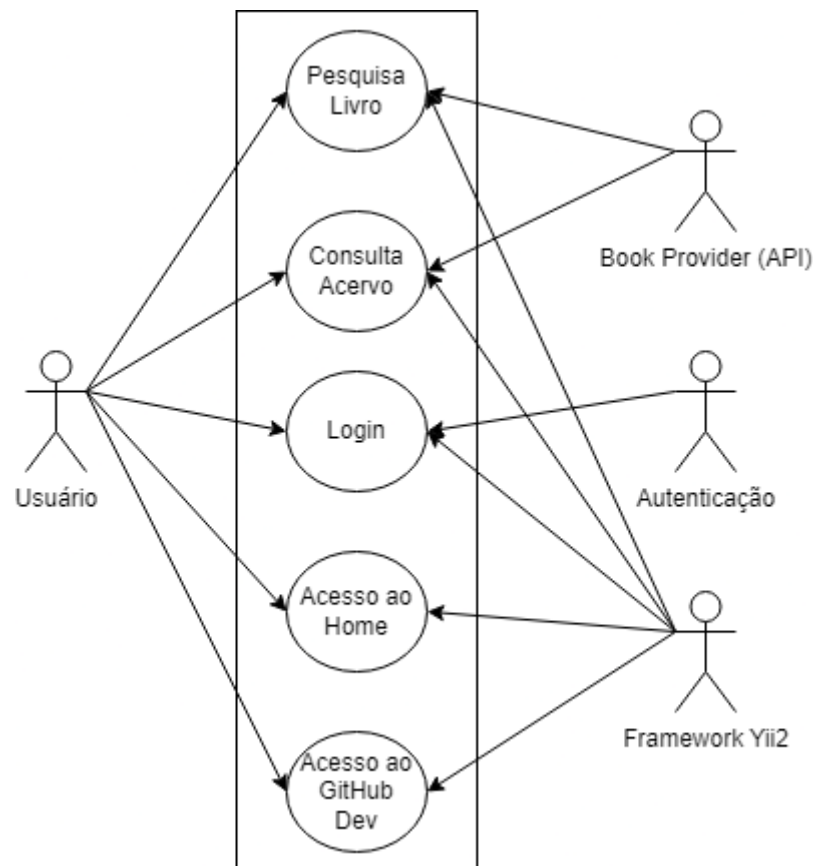 Pesquisa
Livro
Book Provider (API)
Consulta
Acervo
Login
Usuário
Autenticação
Acesso ao
Home
Framework Yii2
Acesso ao
GitHub
Dev